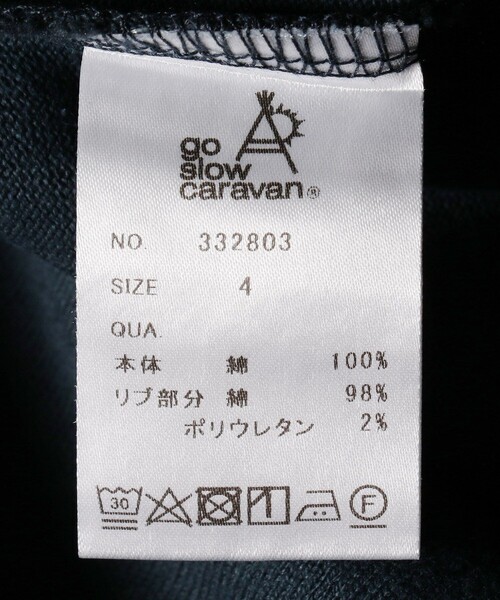 go
slow
caravan®
NO. 332803
SIZE 4
QUA.
本体 綿 100%
リブ部分 綿 98%
ポリウレタン 2%
30 F